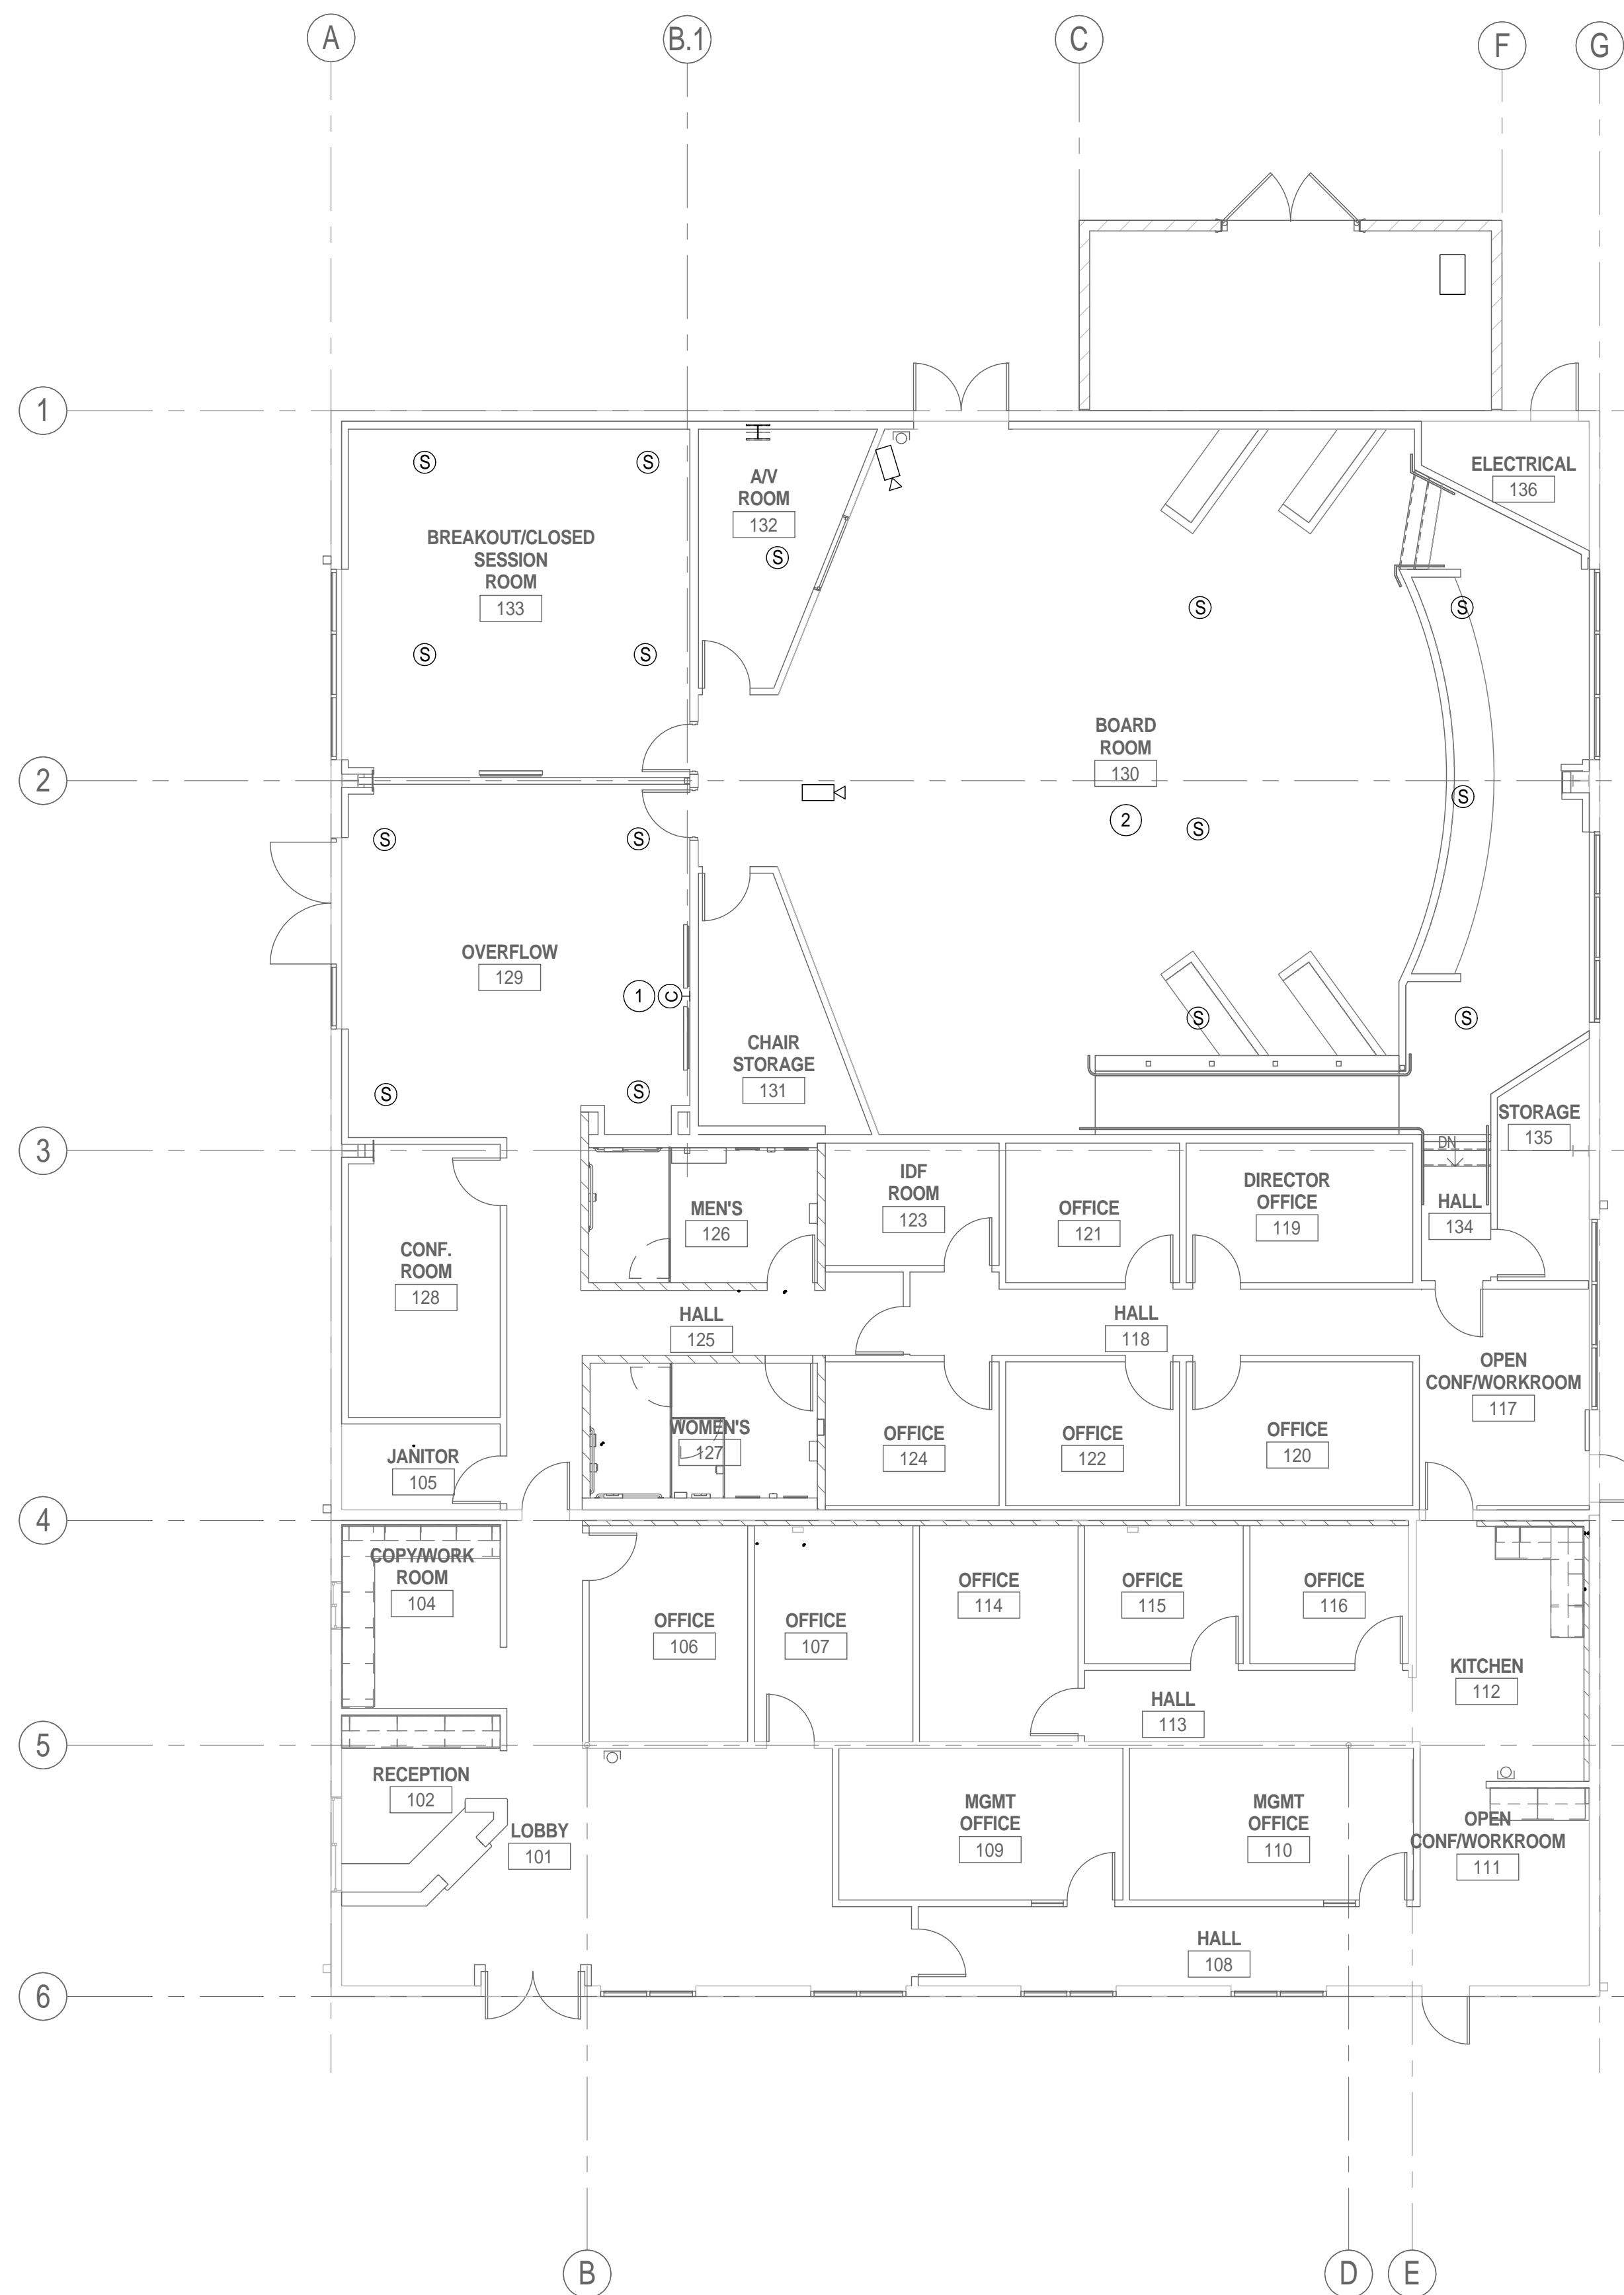 A
B.1
C
F
G
1
S
S
A/V
ROOM
132
ELECTRICAL
136
BREAKOUT/CLOSED
SESSION
ROOM
133
S
S
S
S
S
BOARD
ROOM
130
2
2
S
S
S
S
OVERFLOW
129
1
C
S
S
CHAIR
STORAGE
131
S
S
STORAGE
135
3
DN
IDF
ROOM
123
MEN'S
126
OFFICE
121
DIRECTOR
OFFICE
119
HALL
134
CONF.
ROOM
128
HALL
125
HALL
118
OPEN
CONF/WORKROOM
117
WOMEN'S
127
OFFICE
124
OFFICE
122
OFFICE
120
JANITOR
105
4
COPY/WORK
ROOM
104
OFFICE
106
OFFICE
107
OFFICE
114
OFFICE
115
OFFICE
116
KITCHEN
112
HALL
113
5
RECEPTION
102
LOBBY
101
MGMT
OFFICE
109
MGMT
OFFICE
110
OPEN
CONF/WORKROOM
111
HALL
108
6
B
D
E